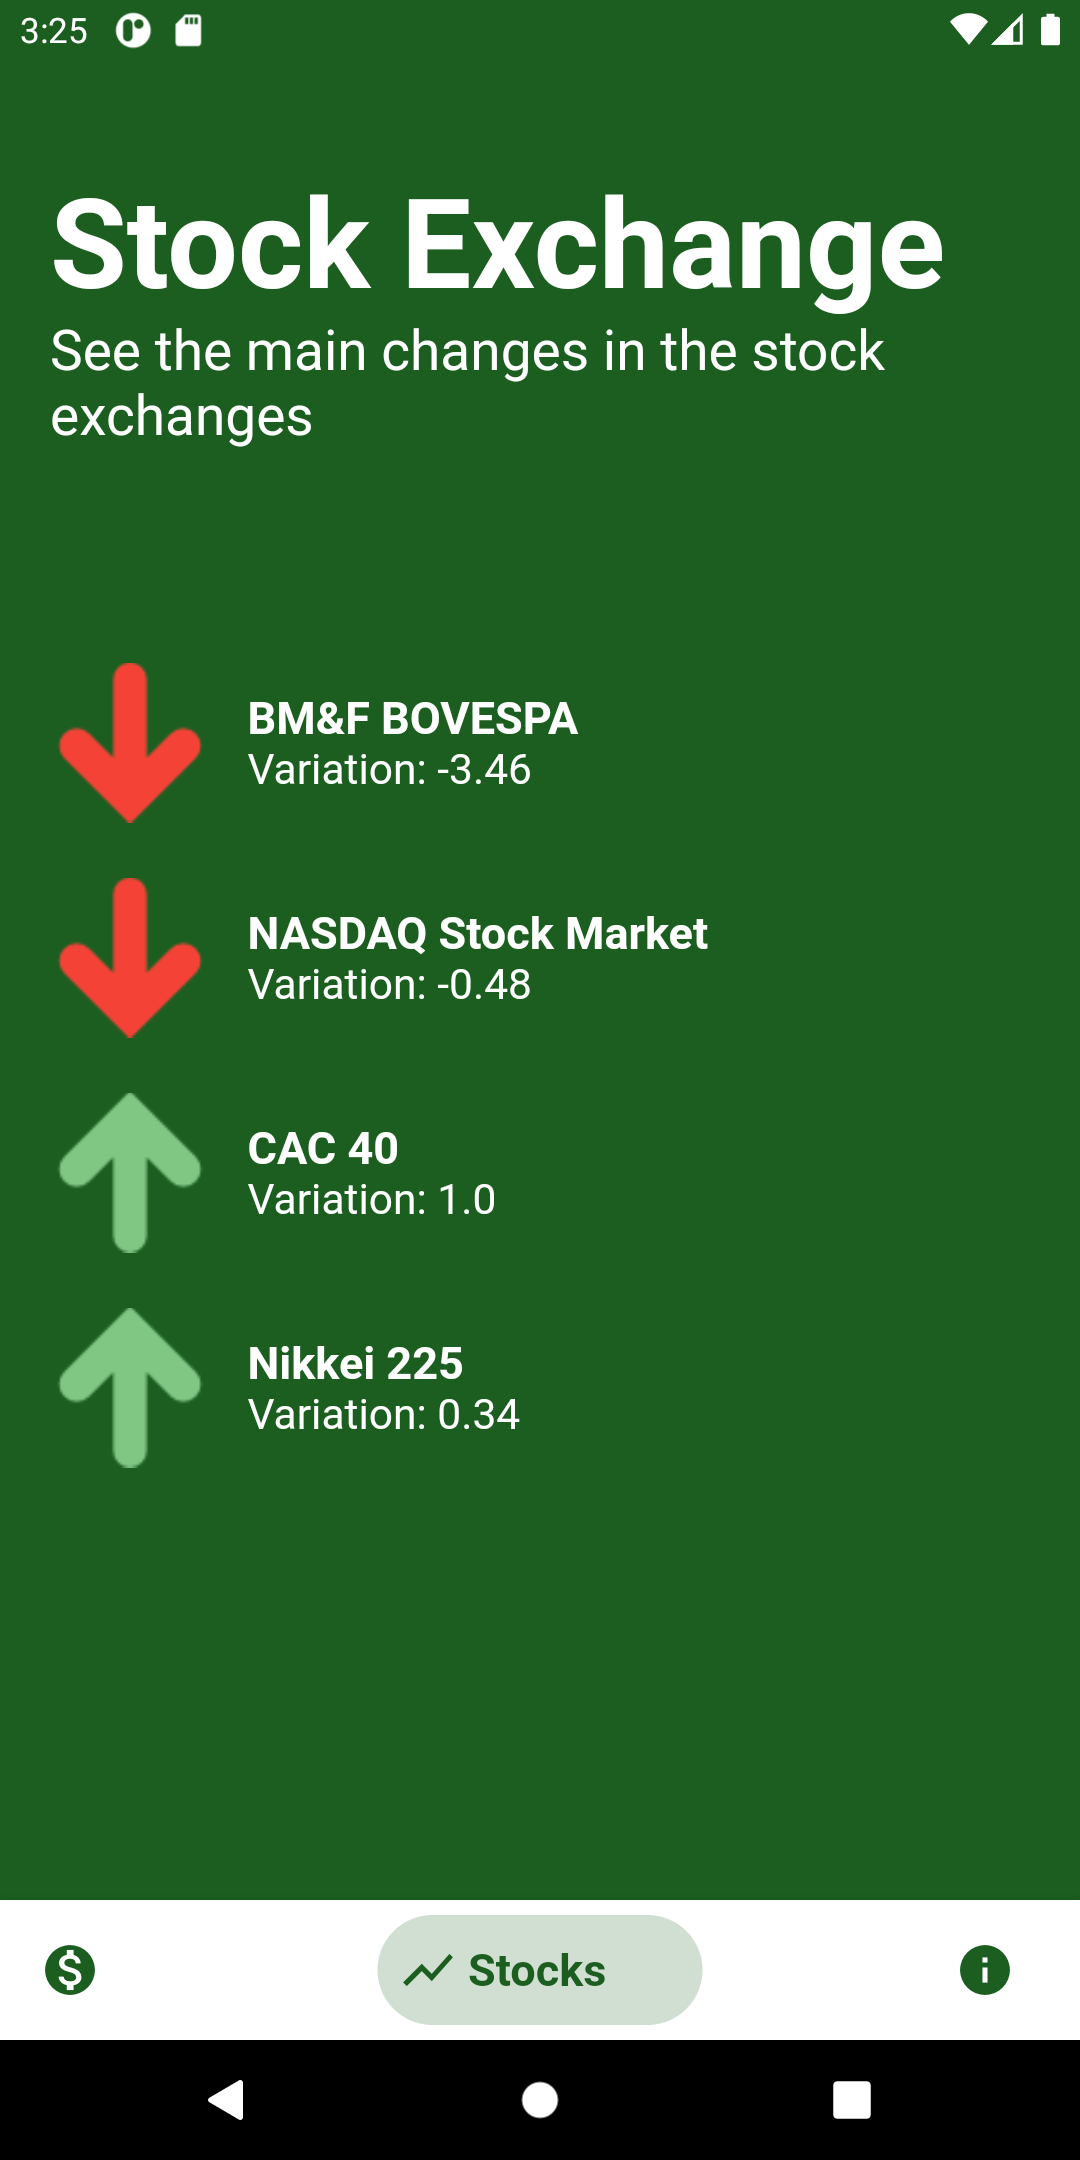 3:25
Stock Exchange
See the main changes in the stock
exchanges
BM&F BOVESPA
Variation: -3.46
NASDAQ Stock Market
Variation: -0.48
CAC 40
Variation: 1.0
Nikkei 225
Variation: 0.34
Stocks